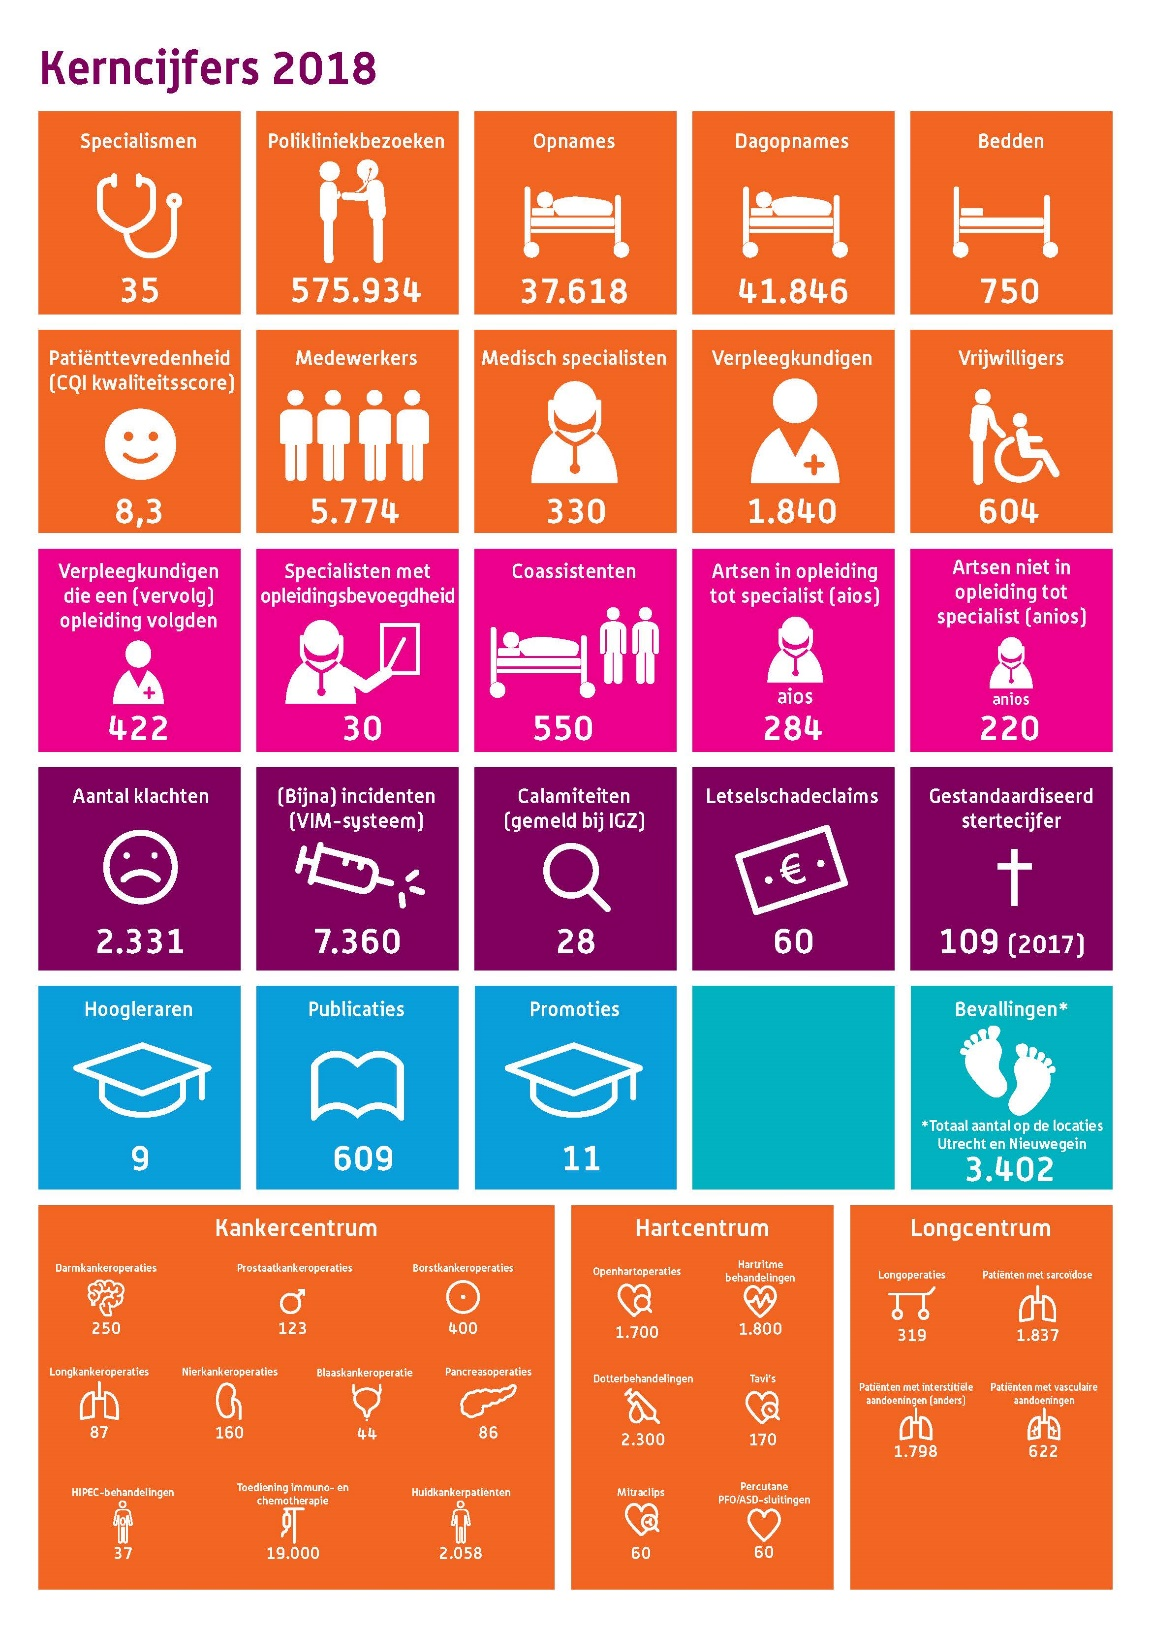 Kerncijfers 2018
Specialismen
35
Polikliniekbezoeken
575.934
Opnames
37.618
Dagopnames
41.846
Bedden
750
Patiënttevredenheid
(CQI kwaliteitsscore)
8,3
Medewerkers
5.774
Medisch specialisten
330
Verpleegkundigen
1.840
Vrijwilligers
604
Verpleegkundigen
die een (vervolg)
opleiding volgden
422
Specialisten met
opleidingsbevoegdheid
30
Coassistenten
550
Artsen in opleiding
tot specialist (aios)
aios
284
Artsen niet in
opleiding tot
specialist (anios)
anios
220
Aantal klachten
2.331
(Bijna) incidenten
(VIM-systeem)
7.360
Calamiteiten
(gemeld bij IGZ)
28
Letselschadeclaims
€
60
Gestandaardiseerd
stertecijfer
109 (2017)
Hoogleraren
9
Publicaties
609
Promoties
11
Bevallingen*
*Totaal aantal op de locaties
Utrecht en Nieuwegein
3.402
Kankercentrum
Darmkankeroperaties
250
Prostaatkankeroperaties
123
Borstkankeroperaties
400
Longkankeroperaties
87
Nierkankeroperaties
160
Blaaskankeroperatie
44
Pancreasoperaties
86
HIPEC-behandelingen
37
Toediening immuno- en
chemotherapie
19.000
Huidkankerpatiënten
2.058
Hartcentrum
Openhartoperaties
1.700
Hartritme
behandelingen
1.800
Dotterbehandelingen
2.300
Tavi's
170
Mitraclips
60
Percutane
PFO/ASD-sluitingen
60
Longcentrum
Longoperaties
319
Patiënten met sarcoïdose
1.837
Patiënten met interstitiële
aandoeningen (anders)
1.798
Patiënten met vasculaire
aandoeningen
622